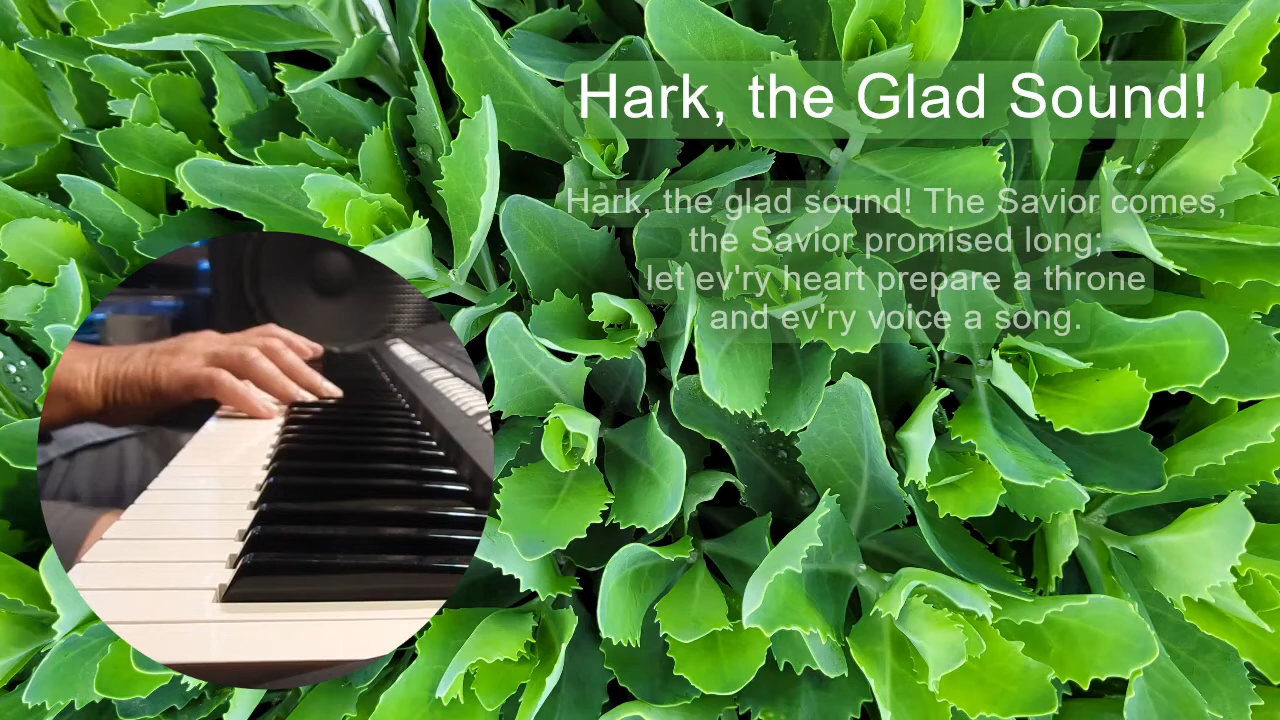 Hark, the Glad Sound!
Hark, the glad sound! The Savior comes,
the Savior promised long;
let ev'ry heart prepare a throne
and ev'ry voice a song.